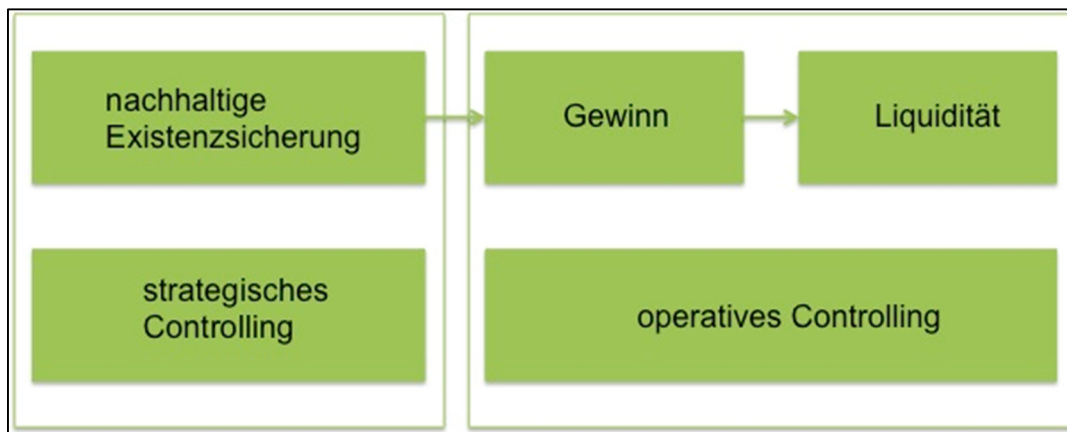 nachhaltige
Existenzsicherung
Gewinn
Liquidität
strategisches
Controlling
operatives Controlling